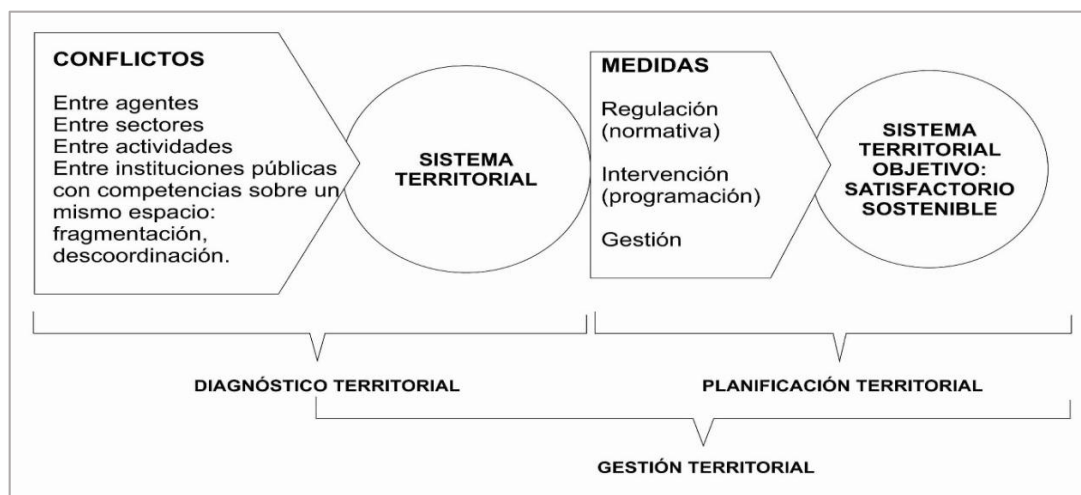 CONFLICTOS
Entre agentes
Entre sectores
Entre actividades
Entre instituciones públicas
con competencias sobre un
mismo espacio:
fragmentación,
descoordinación.
SISTEMA
TERRITORIAL
MEDIDAS
Regulación
(normativa)
Intervención
(programación)
Gestión
SISTEMA
TERRITORIAL
OBJETIVO:
SATISFACTORIO
SOSTENIBLE
DIAGNÓSTICO TERRITORIAL
PLANIFICACIÓN TERRITORIAL
GESTIÓN TERRITORIAL